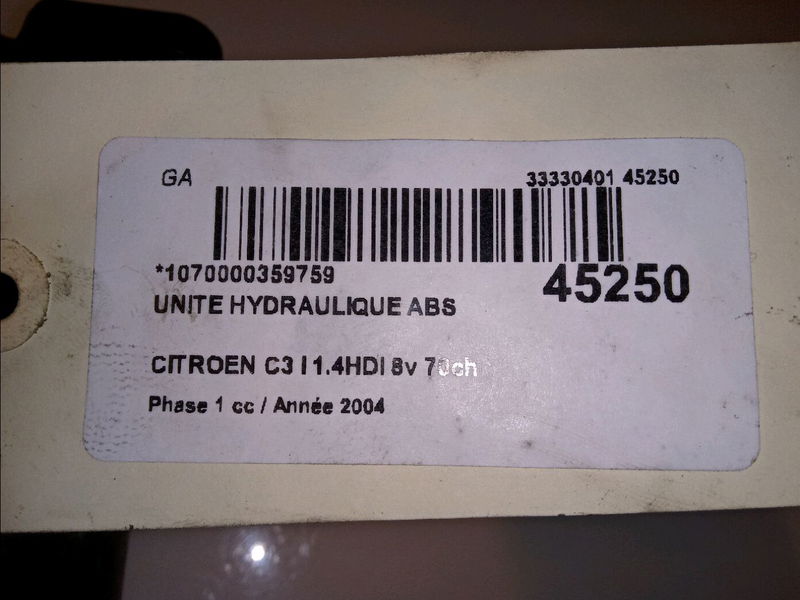 GA 33330401 45250
*1070000359759
45250
UNITE HYDRAULIQUE ABS
CITROEN C3 I 1.4HDI 8v 70ch
Phase 1 cc / Année 2004